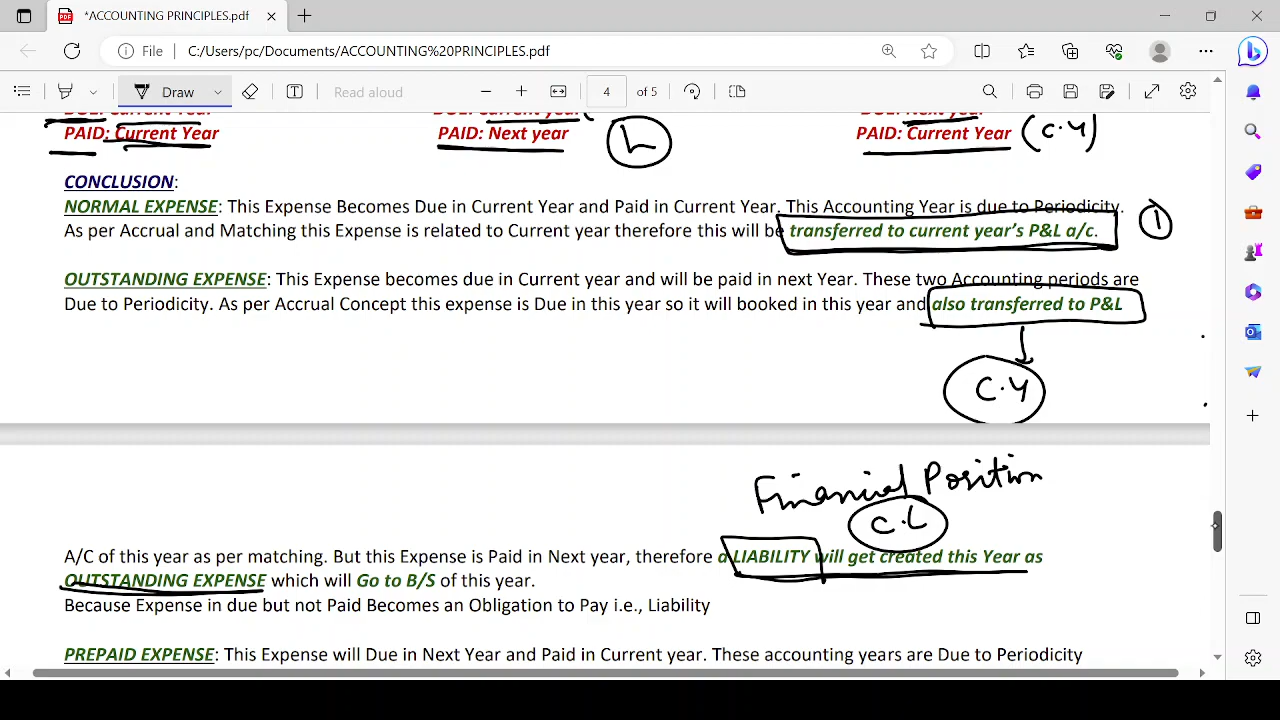 *ACCOUNTING PRINCIPLES.pdf
File C:/Users/pc/Documents/ACCOUNTING%20PRINCIPLES.pdf
Draw Read aloud 4 of 5
PAID: Current Year PAID: Next year L PAID: Current Year (C.Y)
CONCLUSION:
NORMAL EXPENSE: This Expense Becomes Due in Current Year and Paid in Current Year. This Accounting Year is due to Periodicity.
As per Accrual and Matching this Expense is related to Current year therefore this will be transferred to current year's P&L a/c. 1
OUTSTANDING EXPENSE: This Expense becomes due in Current year and will be paid in next Year. These two Accounting periods are
Due to Periodicity. As per Accrual Concept this expense is Due in this year so it will booked in this year and also transferred to P&L
C.Y
Financial Position
C.L
A/C of this year as per matching. But this Expense is Paid in Next year, therefore a LIABILITY will get created this Year as
OUTSTANDING EXPENSE which will Go to B/S of this year.
Because Expense in due but not Paid Becomes an Obligation to Pay i.e., Liability
PREPAID EXPENSE: This Expense will Due in Next Year and Paid in Current year. These accounting years are Due to Periodicity